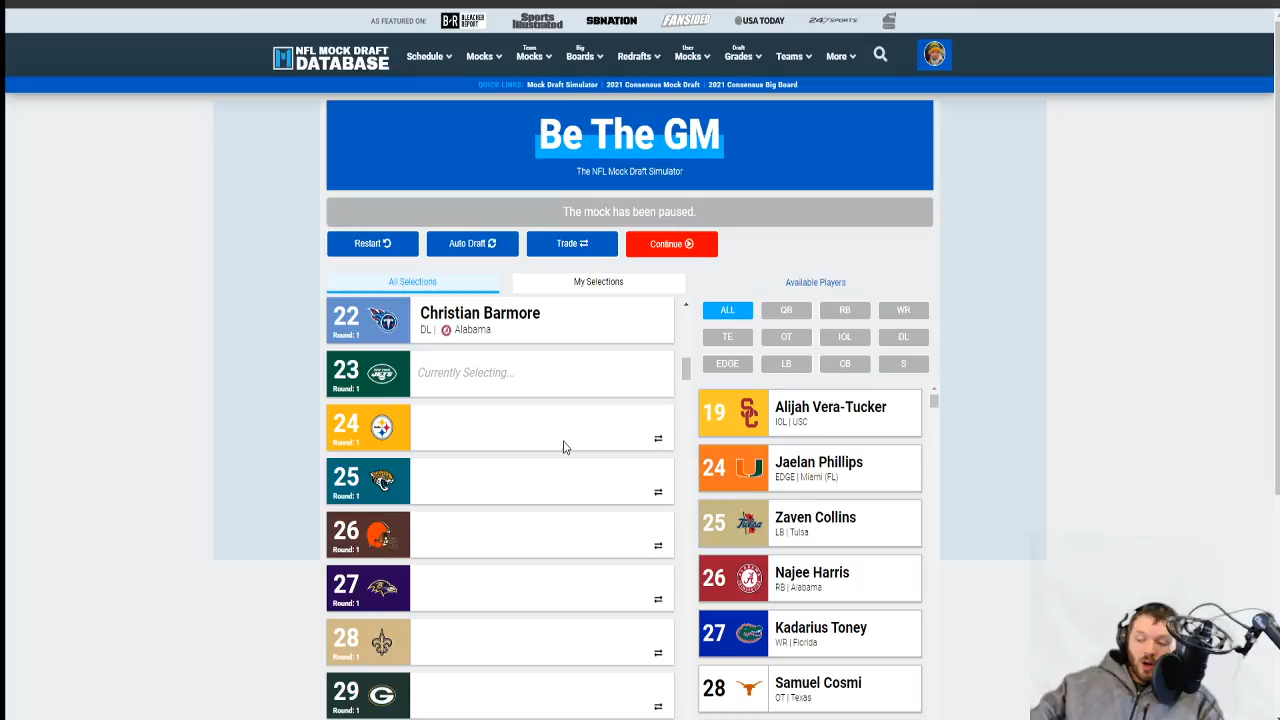 AS FEATURED ON:
B·R BLEACHER REPORT
Sports Illustrated
SBNATION
FANSIDED
USA TODAY
247SPORTS
NFL MOCK DRAFT DATABASE
Schedule
Mocks
Team Mocks
Big Boards
Redrafts
User Mocks
Draft Grades
Teams
More
QUICK LINKS: Mock Draft Simulator | 2021 Consensus Mock Draft | 2021 Consensus Big Board
Be The GM
The NFL Mock Draft Simulator
The mock has been paused.
Restart
Auto Draft
Trade
Continue
All Selections
My Selections
22
Round: 1
Christian Barmore
DL | Alabama
23
Round: 1
Currently Selecting...
24
Round: 1
25
Round: 1
26
Round: 1
27
Round: 1
28
Round: 1
29
Round: 1
Available Players
ALL
QB
RB
WR
TE
OT
IOL
DL
EDGE
LB
CB
S
19
Alijah Vera-Tucker
IOL | USC
24
Jaelan Phillips
EDGE | Miami (FL)
25
Zaven Collins
LB | Tulsa
26
Najee Harris
RB | Alabama
27
Kadarius Toney
WR | Florida
28
Samuel Cosmi
OT | Texas